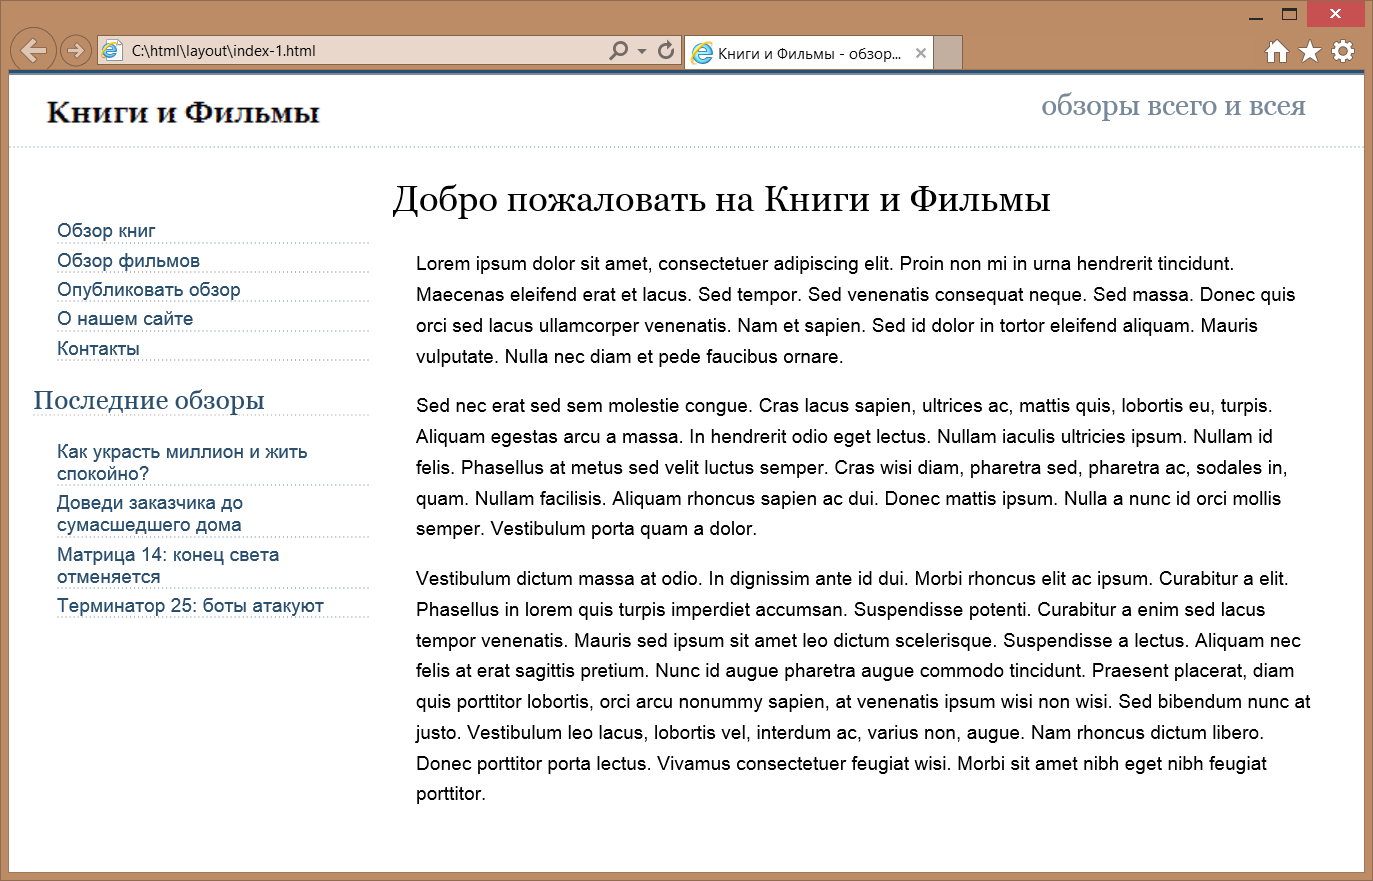 C:\html\layout\index-1.html
Книги и Фильмы - обзор...
Книги и Фильмы
обзоры всего и всея
Обзор книг
Обзор фильмов
Опубликовать обзор
О нашем сайте
Контакты
Последние обзоры
Как украсть миллион и жить
спокойно?
Доведи заказчика до
сумасшедшего дома
Матрица 14: конец света
отменяется
Терминатор 25: боты атакуют
Добро пожаловать на Книги и Фильмы
Lorem ipsum dolor sit amet, consectetuer adipiscing elit. Proin non mi in urna hendrerit tincidunt.
Maecenas eleifend erat et lacus. Sed tempor. Sed venenatis consequat neque. Sed massa. Donec quis
orci sed lacus ullamcorper venenatis. Nam et sapien. Sed id dolor in tortor eleifend aliquam. Mauris
vulputate. Nulla nec diam et pede faucibus ornare.
Sed nec erat sed sem molestie congue. Cras lacus sapien, ultrices ac, mattis quis, lobortis eu, turpis.
Aliquam egestas arcu a massa. In hendrerit odio eget lectus. Nullam iaculis ultricies ipsum. Nullam id
felis. Phasellus at metus sed velit luctus semper. Cras wisi diam, pharetra sed, pharetra ac, sodales in,
quam. Nullam facilisis. Aliquam rhoncus sapien ac dui. Donec mattis ipsum. Nulla a nunc id orci mollis
semper. Vestibulum porta quam a dolor.
Vestibulum dictum massa at odio. In dignissim ante id dui. Morbi rhoncus elit ac ipsum. Curabitur a elit.
Phasellus in lorem quis turpis imperdiet accumsan. Suspendisse potenti. Curabitur a enim sed lacus
tempor venenatis. Mauris sed ipsum sit amet leo dictum scelerisque. Suspendisse a lectus. Aliquam nec
felis at erat sagittis pretium. Nunc id augue pharetra augue commodo tincidunt. Praesent placerat, diam
quis porttitor lobortis, orci arcu nonummy sapien, at venenatis ipsum wisi non wisi. Sed bibendum nunc at
justo. Vestibulum leo lacus, lobortis vel, interdum ac, varius non, augue. Nam rhoncus dictum libero.
Donec porttitor porta lectus. Vivamus consectetuer feugiat wisi. Morbi sit amet nibh eget nibh feugiat
porttitor.